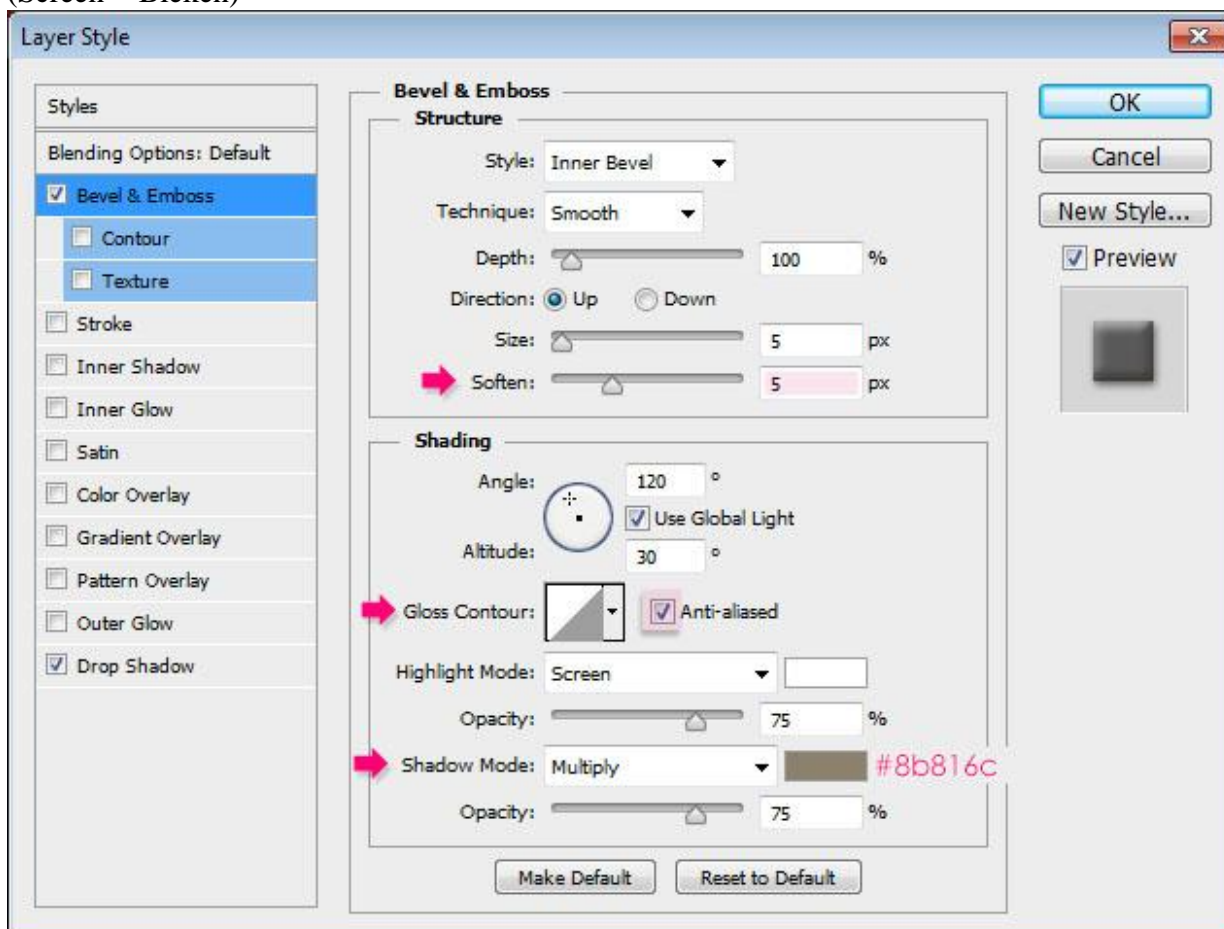 Layer Style
Styles
Blending Options: Default
Bevel & Emboss
Contour
Texture
Stroke
Inner Shadow
Inner Glow
Satin
Color Overlay
Gradient Overlay
Pattern Overlay
Outer Glow
Drop Shadow
Bevel & Emboss
Structure
Style: Inner Bevel
Technique: Smooth
Depth: 100 %
Direction: Up Down
Size: 5 px
Soften: 5 px
Shading
Angle: 120 °
Use Global Light
Altitude: 30 °
Gloss Contour: Anti-aliased
Highlight Mode: Screen
Opacity: 75 %
Shadow Mode: Multiply #8b816c
Opacity: 75 %
Make Default Reset to Default
OK
Cancel
New Style...
Preview